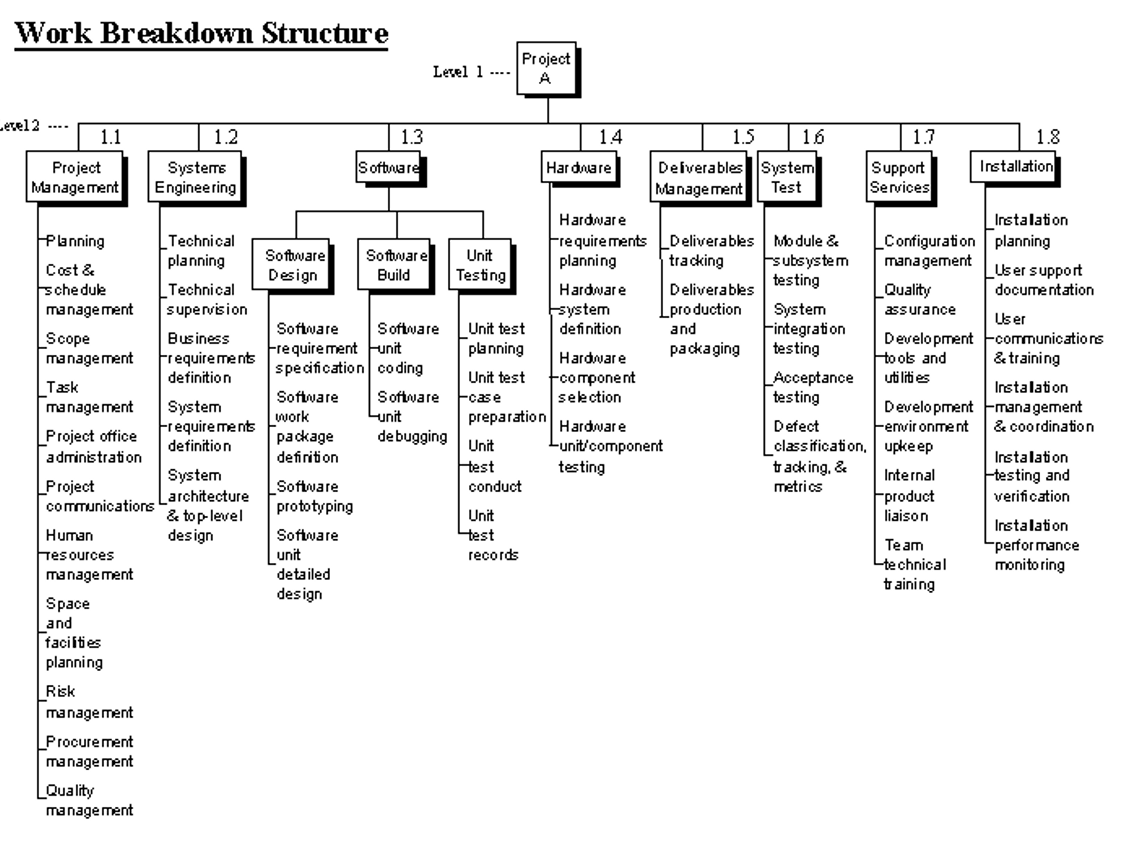 Work Breakdown Structure
Project
A
Level 1 ----
Level 2 ----
1.1
1.2
1.3
1.4
1.5
1.6
1.7
1.8
Project
Management
Planning
Cost &
schedule
management
Scope
management
Task
management
Project office
administration
Project
communications
Human
resources
management
Space
and
facilities
planning
Risk
management
Procurement
management
Quality
management
Systems
Engineering
Technical
planning
Technical
supervision
Business
requirements
definition
System
requirements
definition
System
architecture
& top-level
design
Software
Software
Design
Software
requirement
specification
Software
work
package
definition
Software
prototyping
Software
unit
detailed
design
Software
Build
Software
unit
coding
Software
unit
debugging
Unit
Testing
Unit test
planning
Unit test
case
preparation
Unit
test
conduct
Unit
test
records
Hardware
Hardware
requirements
planning
Hardware
system
definition
Hardware
component
selection
Hardware
unit/component
testing
Deliverables
Management
Deliverables
tracking
Deliverables
production
and
packaging
System
Test
Module &
subsystem
testing
System
integration
testing
Acceptance
testing
Defect
classification,
tracking, &
metrics
Support
Services
Configuration
management
Quality
assurance
Development
tools and
utilities
Development
environment
upkeep
Internal
product
liaison
Team
technical
training
Installation
Installation
planning
User support
documentation
User
communications
& training
Installation
management
& coordination
Installation
testing and
verification
Installation
performance
monitoring